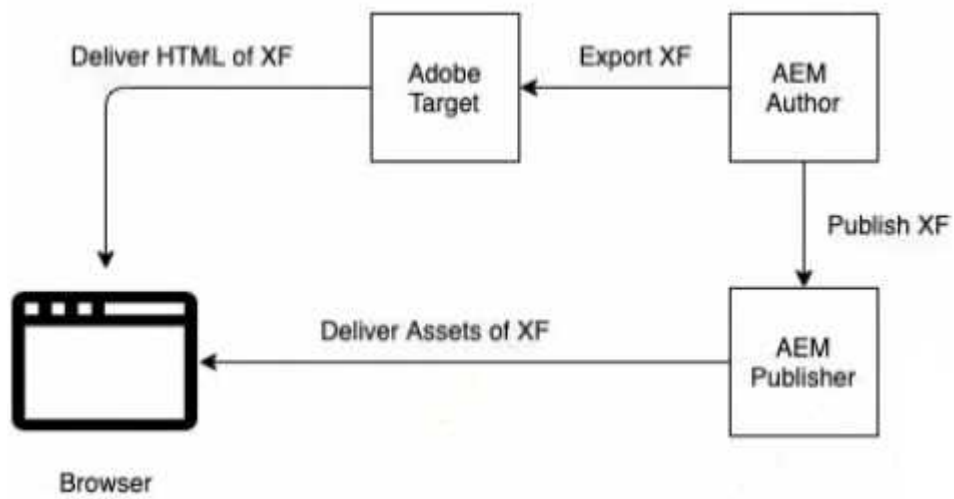 Deliver HTML of XF
Adobe
Target
Export XF
AEM
Author
Publish XF
Deliver Assets of XF
AEM
Publisher
Browser